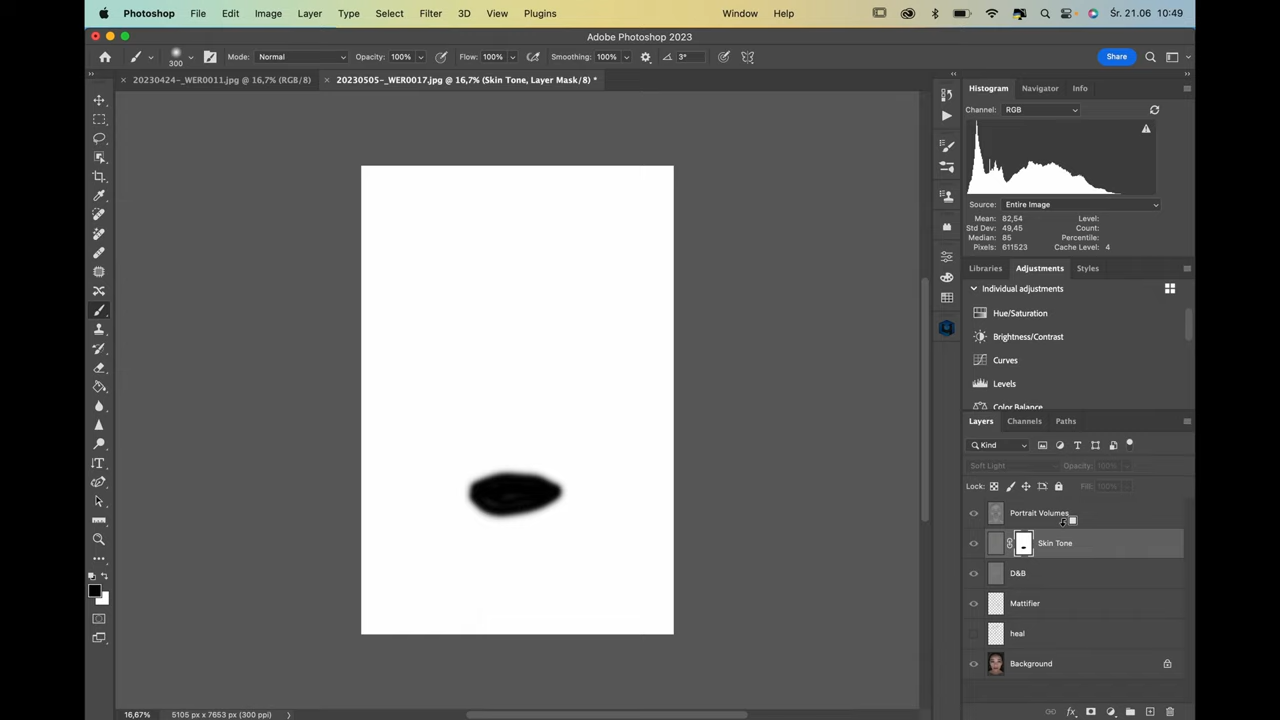 Photoshop File Edit Image Layer Type Select Filter 3D View Plugins Window Help Śr. 21.06 10:49
Adobe Photoshop 2023
300 Mode: Normal Opacity: 100% Flow: 100% Smoothing: 100% 3° Share
20230424-_WER0011.jpg @ 16,7% (RGB/8) 20230505-_WER0017.jpg @ 16,7% (Skin Tone, Layer Mask/8) *
Histogram Navigator Info
Channel: RGB
Source: Entire Image
Mean: 82,54 Level:
Std Dev: 49,45 Count:
Median: 85 Percentile:
Pixels: 611523 Cache Level: 4
Libraries Adjustments Styles
Individual adjustments
Hue/Saturation
Brightness/Contrast
Curves
Levels
Color Balance
Layers Channels Paths
Kind
Soft Light Opacity: 100%
Lock: Fill: 100%
Portrait Volumes
Skin Tone
D&B
Mattifier
heal
Background
16,67% 5105 px x 7653 px (300 ppi)